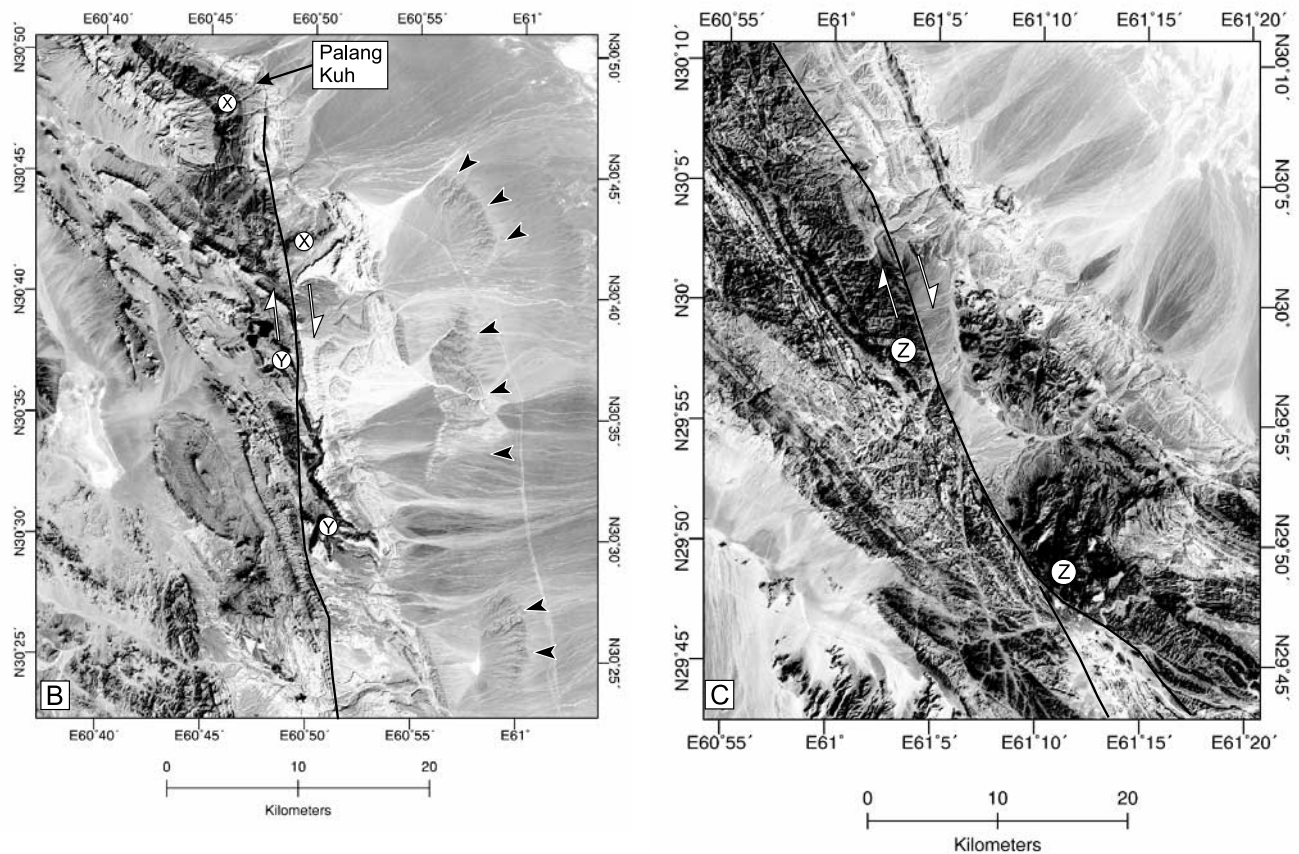 E60˚40´ E60˚45´ E60˚50´ E60˚55´ E61˚
N30˚50´
N30˚45´
N30˚40´
N30˚35´
N30˚30´
N30˚25´
Palang
Kuh
X
X
Y
Y
B
N30˚50´
N30˚45´
N30˚40´
N30˚35´
N30˚30´
N30˚25´
E60˚40´ E60˚45´ E60˚50´ E60˚55´ E61˚
0 10 20
Kilometers
E60˚55´ E61˚ E61˚5´ E61˚10´ E61˚15´ E61˚20´
N30˚10´
N30˚5´
N30˚
N29˚55´
N29˚50´
N29˚45´
Z
Z
C
N30˚10´
N30˚5´
N30˚
N29˚55´
N29˚50´
N29˚45´
E60˚55´ E61˚ E61˚5´ E61˚10´ E61˚15´ E61˚20´
0 10 20
Kilometers